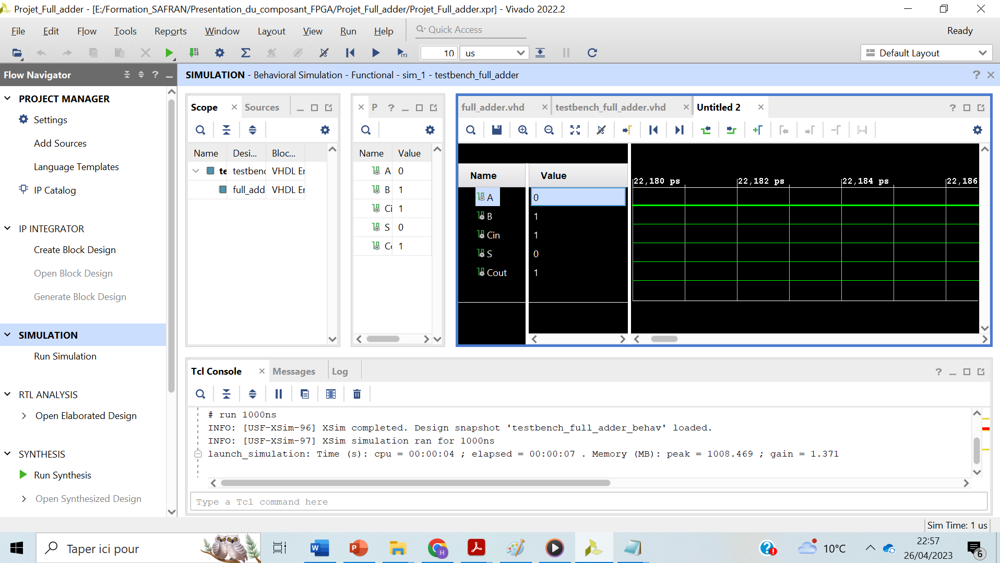 Projet_Full_adder - [E:/Formation_SAFRAN/Presentation_du_composant_FPGA/Projet_Full_adder/Projet_Full_adder.xpr] - Vivado 2022.2
File Edit Flow Tools Reports Window Layout View Run Help Quick Access Ready
10 us Default Layout
Flow Navigator
SIMULATION - Behavioral Simulation - Functional - sim_1 - testbench_full_adder
PROJECT MANAGER
Settings
Add Sources
Language Templates
IP Catalog
IP INTEGRATOR
Create Block Design
Open Block Design
Generate Block Design
SIMULATION
Run Simulation
RTL ANALYSIS
Open Elaborated Design
SYNTHESIS
Run Synthesis
Open Synthesized Design
Scope Sources
Name Desi... Bloc...
te testbenc VHDL Er
full_add VHDL Er
P
Name Value
A 0
B 1
Ci 1
S 0
Co 1
full_adder.vhd testbench_full_adder.vhd Untitled 2
Name Value
22,180 ps 22,182 ps 22,184 ps 22,186
A 0
B 1
Cin 1
S 0
Cout 1
Tcl Console Messages Log
# run 1000ns
INFO: [USF-XSim-96] XSim completed. Design snapshot 'testbench_full_adder_behav' loaded.
INFO: [USF-XSim-97] XSim simulation ran for 1000ns
launch_simulation: Time (s): cpu = 00:00:04 ; elapsed = 00:00:07 . Memory (MB): peak = 1008.469 ; gain = 1.371
Type a Tcl command here
Sim Time: 1 us
Taper ici pour
10°C
22:57
26/04/2023
6